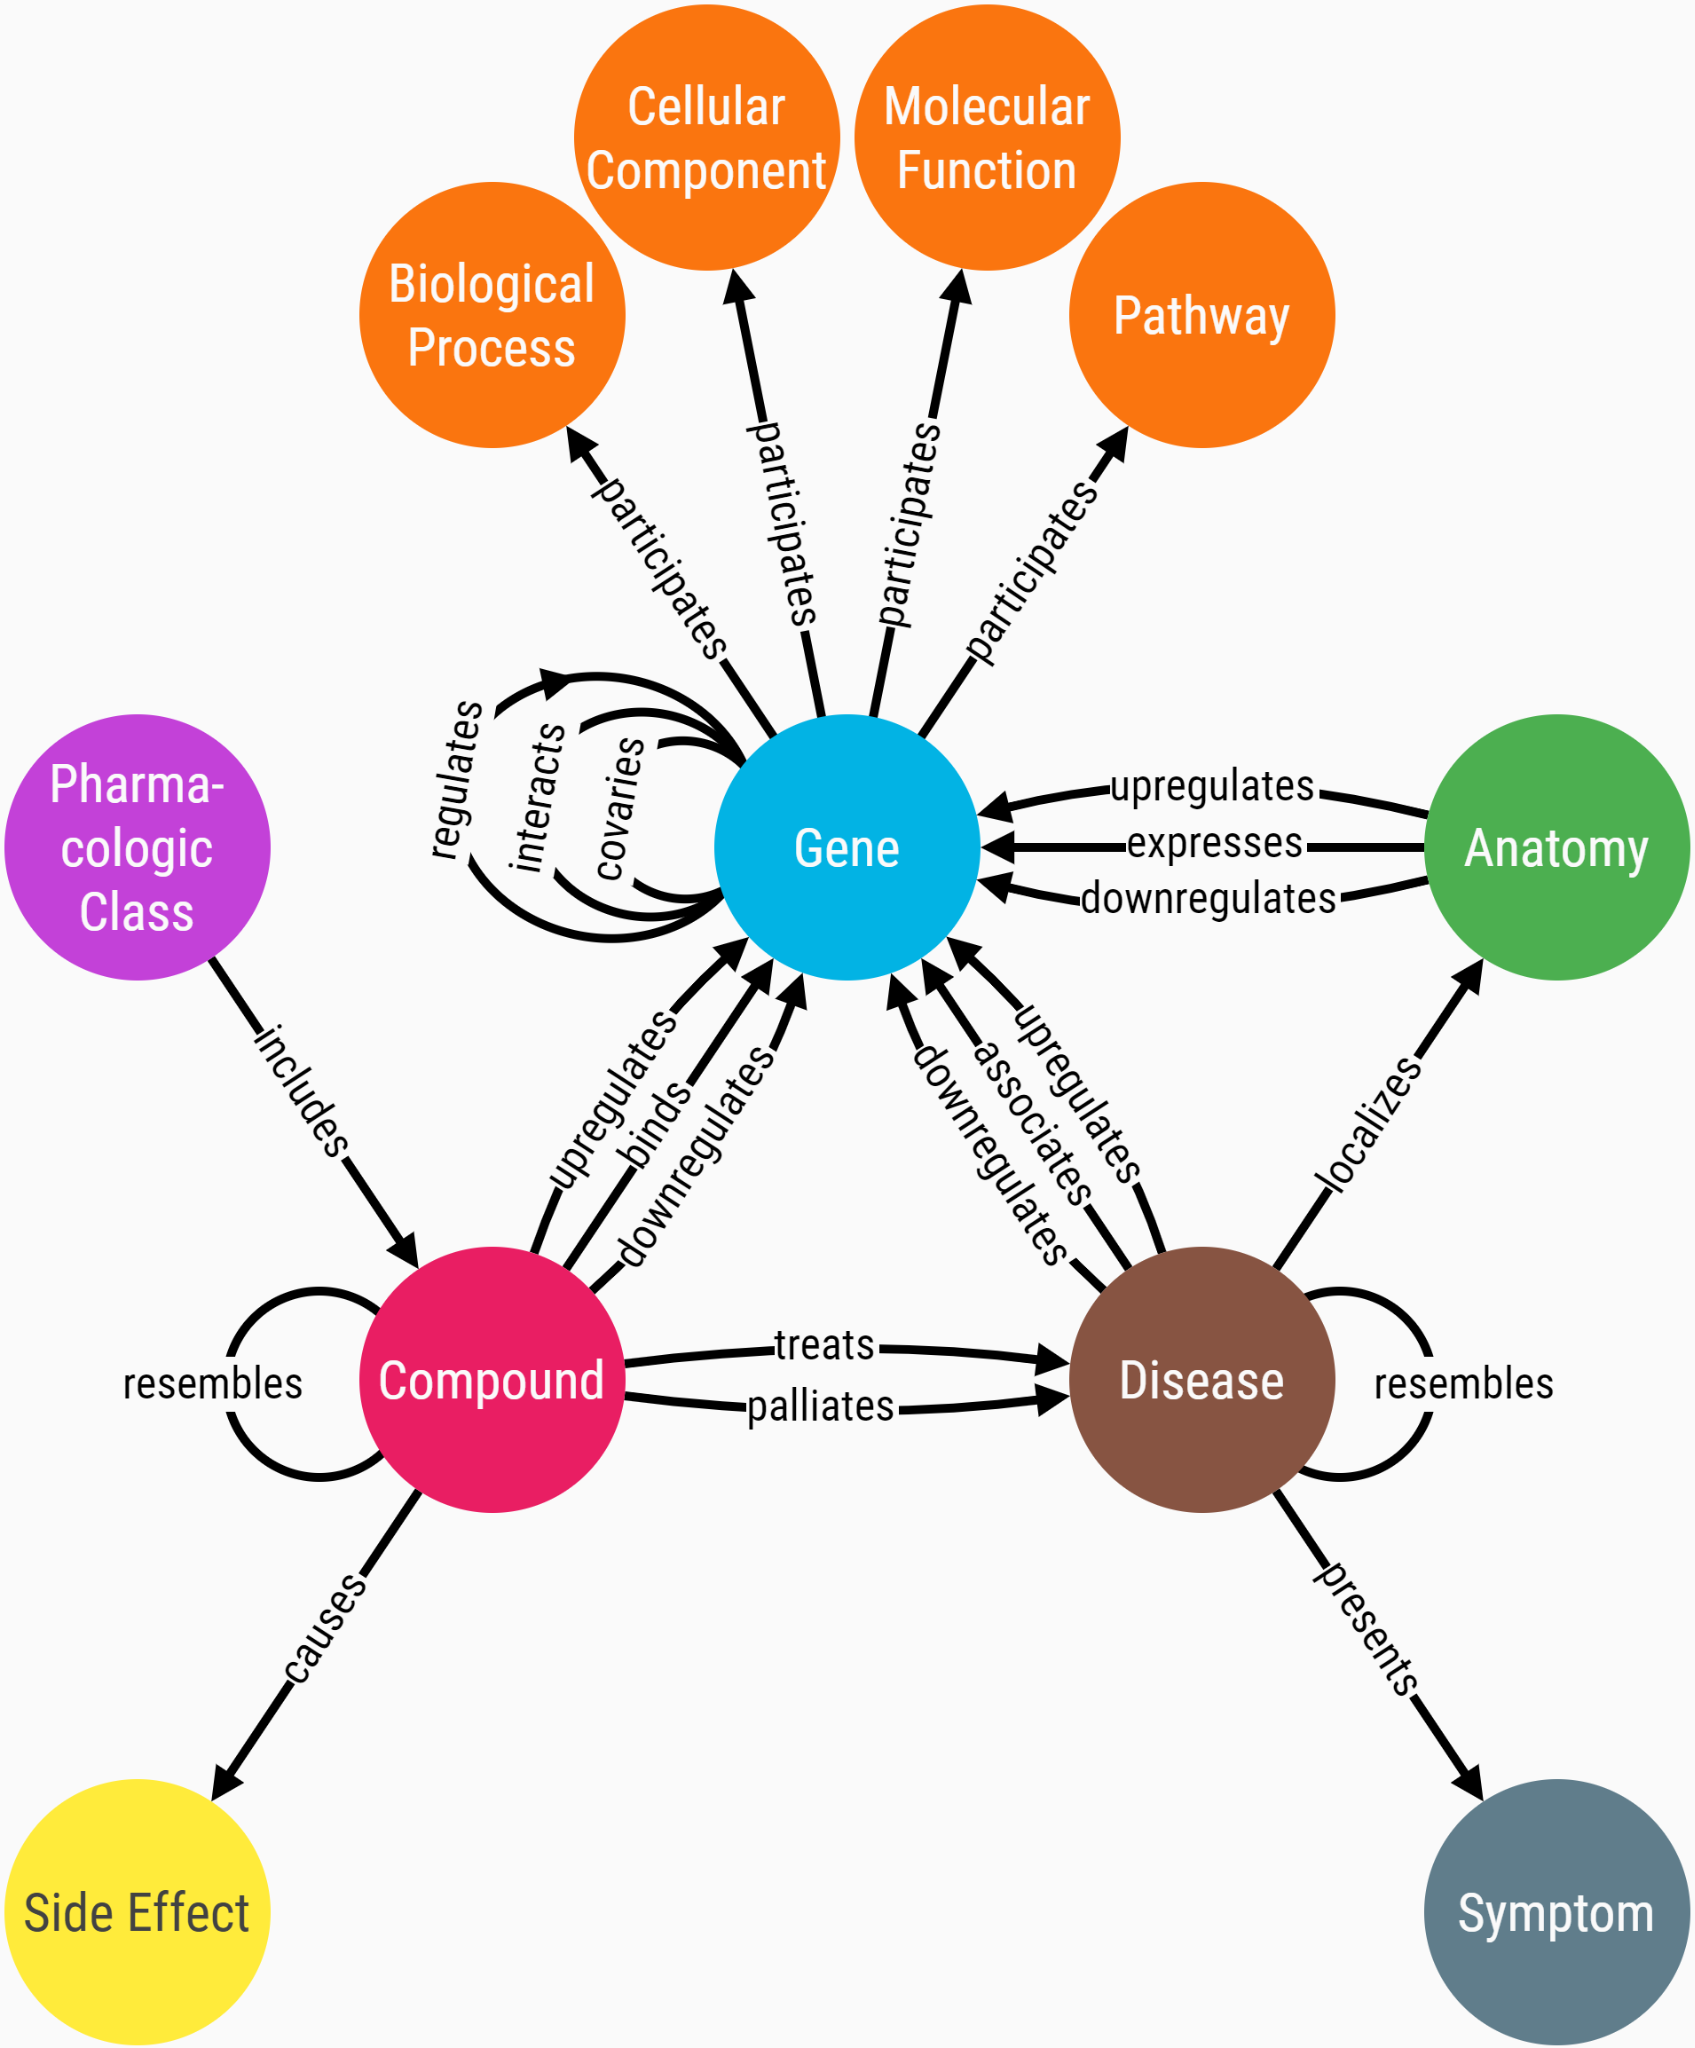 Cellular
Component
Molecular
Function
Biological
Process
Pathway
participates
participates
participates
participates
regulates
interacts
covaries
Pharma-
cologic
Class
Gene
upregulates
expresses
downregulates
Anatomy
includes
upregulates
binds
downregulates
downregulates
associates
upregulates
localizes
resembles
Compound
treats
palliates
Disease
resembles
causes
presents
Side Effect
Symptom